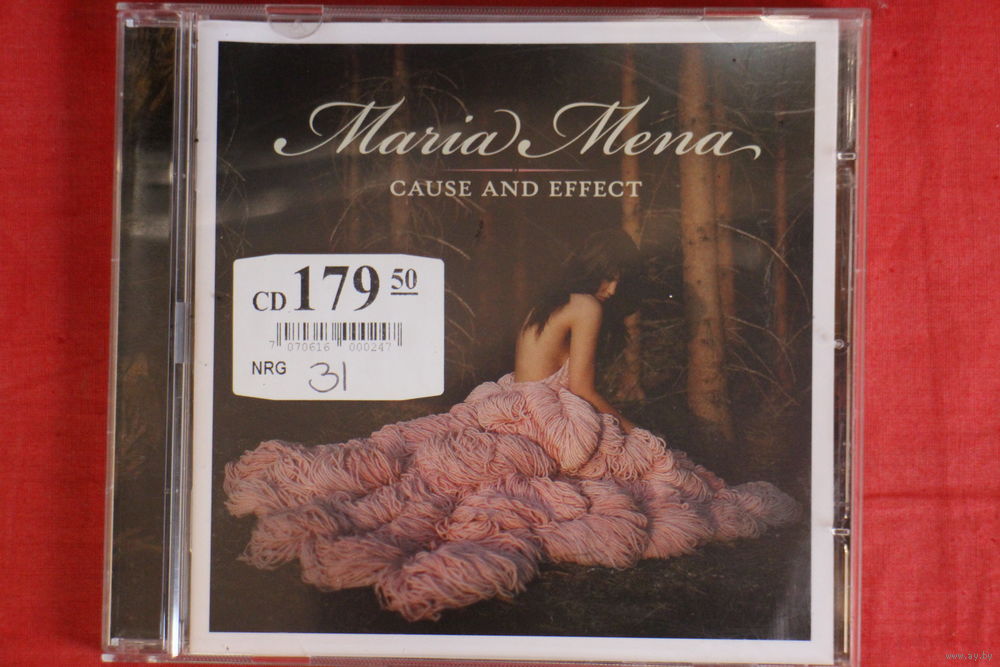 Maria Mena
CAUSE AND EFFECT
CD 179 50
7 070616 000247
NRG 31
www.ay.by